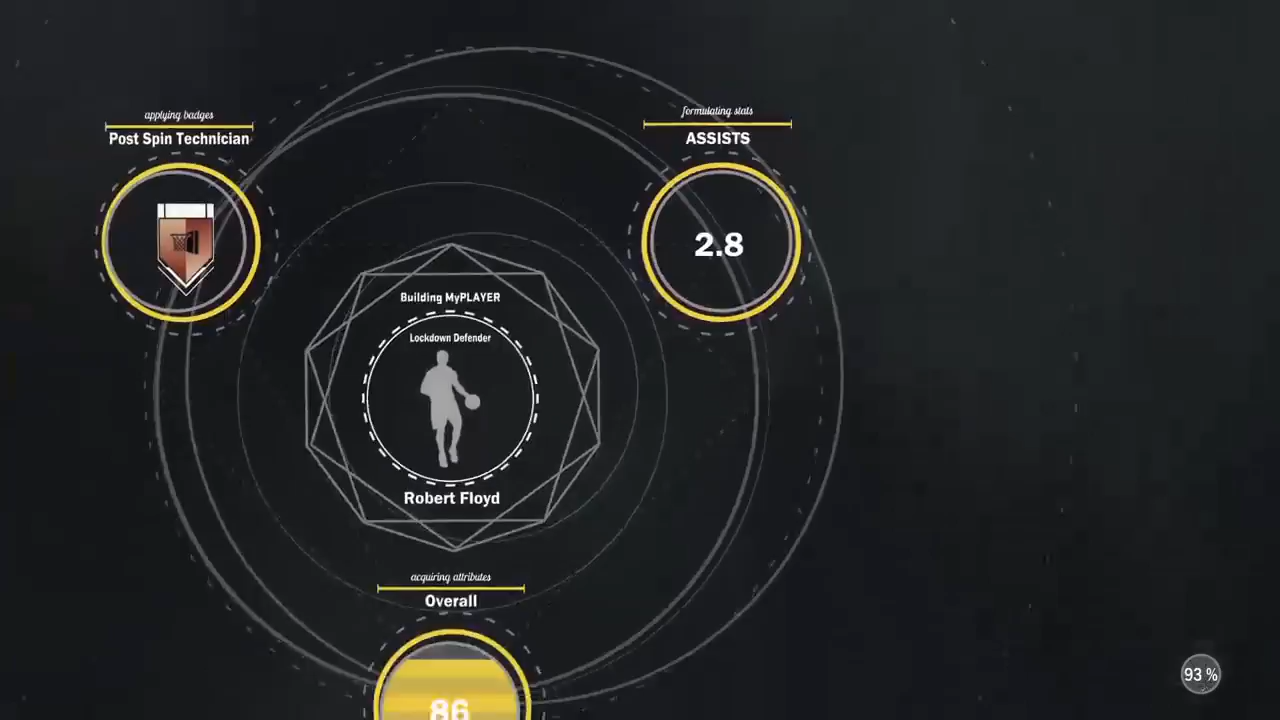 applying badges
Post Spin Technician
formulating stats
ASSISTS
2.8
Building MyPLAYER
Lockdown Defender
Robert Floyd
acquiring attributes
Overall
86
93 %